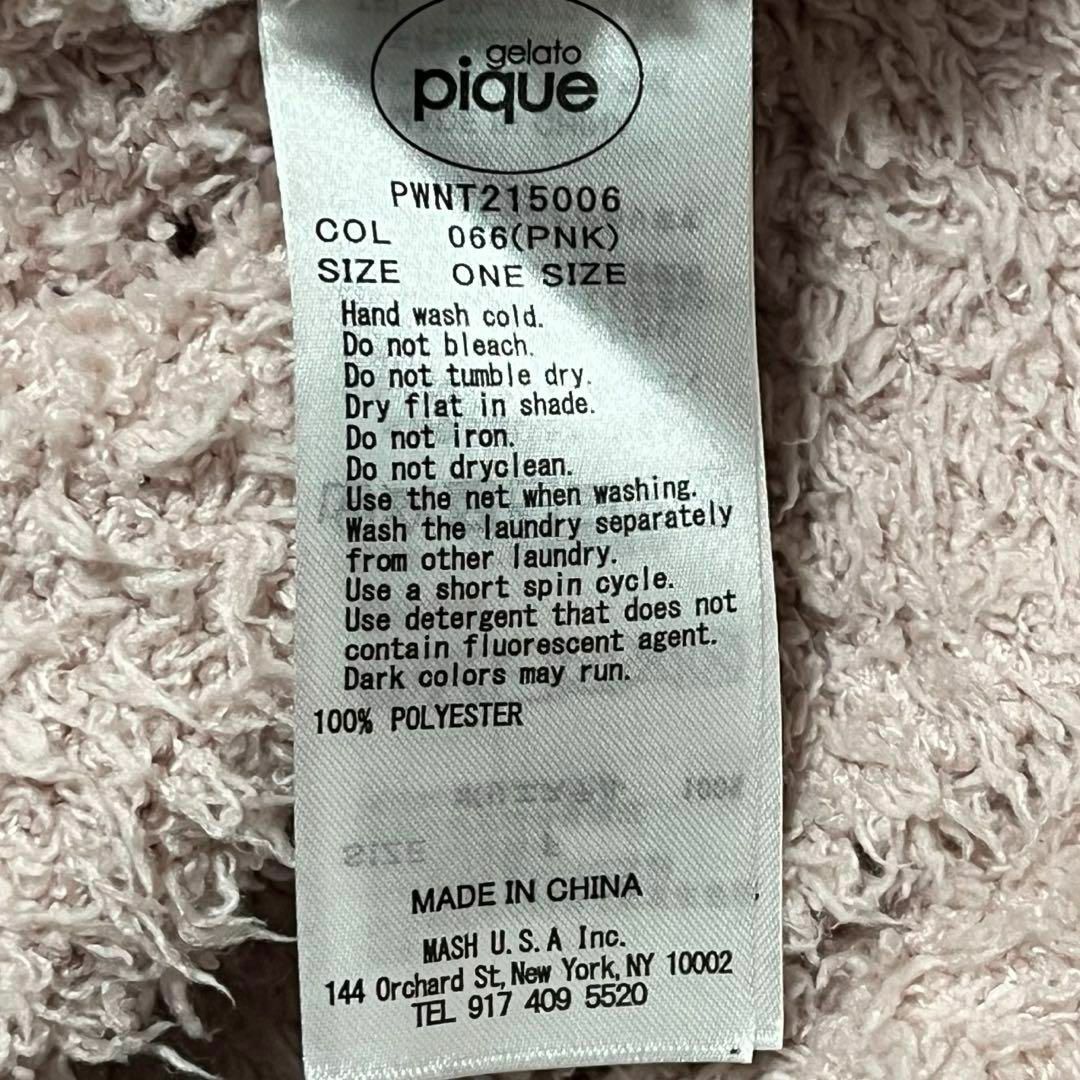 gelato
pique
PWNT215006
COL 066(PNK)
SIZE ONE SIZE
Hand wash cold.
Do not bleach.
Do not tumble dry.
Dry flat in shade.
Do not iron.
Do not dryclean.
Use the net when washing.
Wash the laundry separately
from other laundry.
Use a short spin cycle.
Use detergent that does not
contain fluorescent agent.
Dark colors may run.
100% POLYESTER
MADE IN CHINA
MASH U.S.A Inc.
144 Orchard St, New York, NY 10002
TEL 917 409 5520